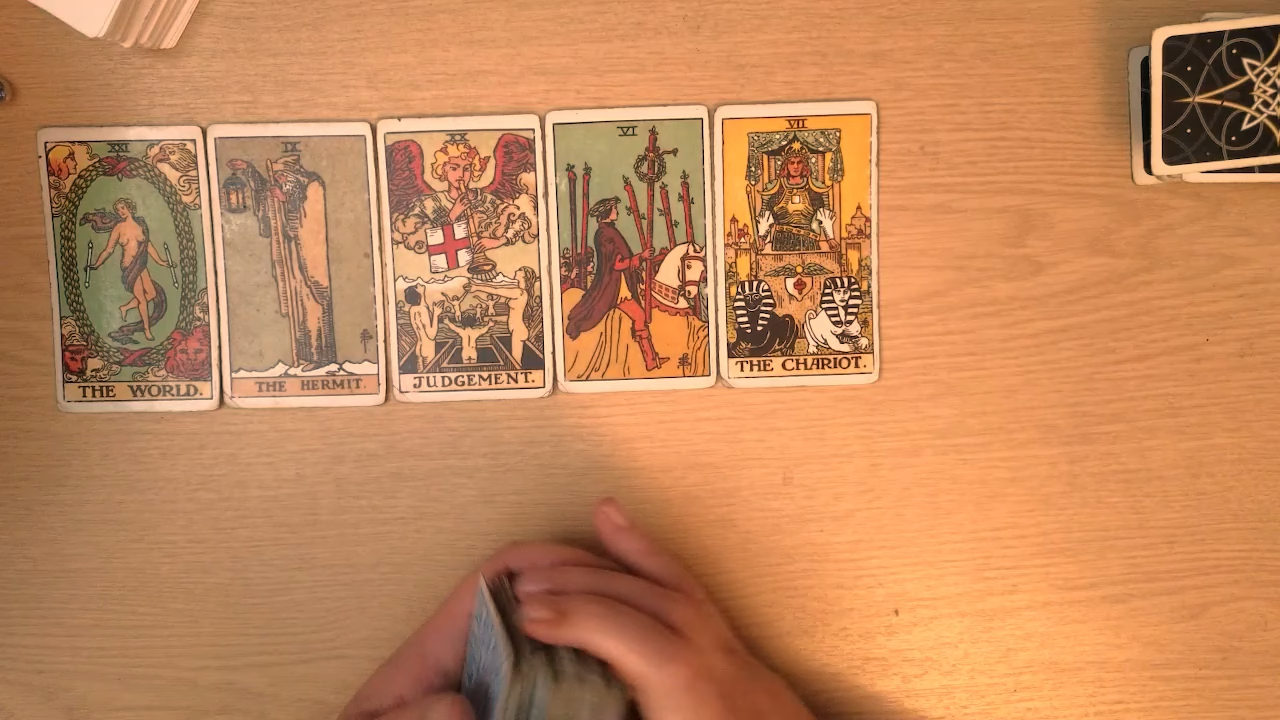 XXI
THE WORLD.
IX
THE HERMIT.
XX
JUDGEMENT.
VI
VII
THE CHARIOT.